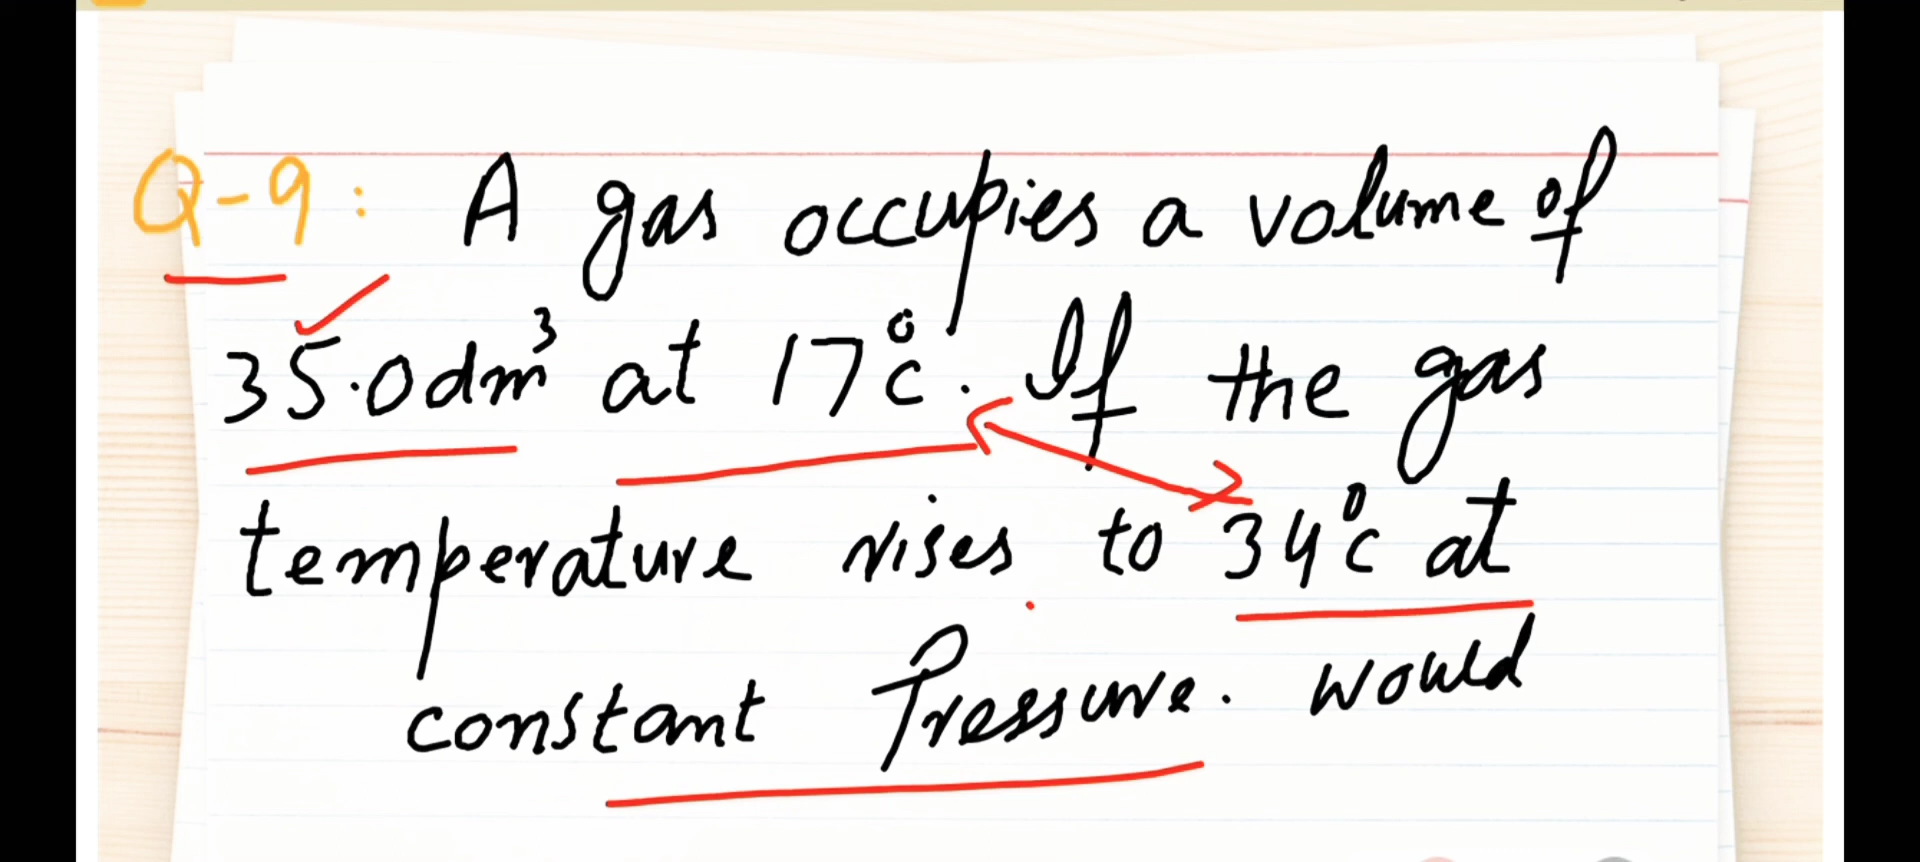 Q-9: A gas occupies a volume of
35.0dm³ at 17°c. If the gas
temperature rises to 34°c at
constant Pressure. Would